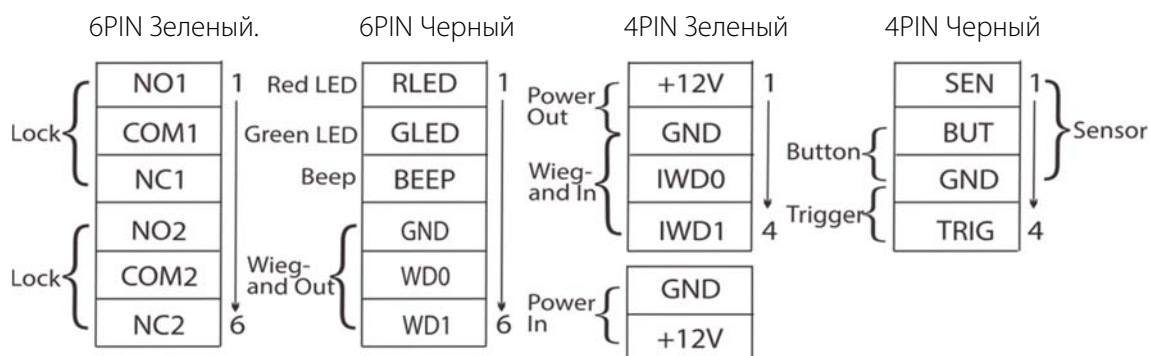 6PIN Зеленый.
6PIN Черный
4PIN Зеленый
4PIN Черный
Lock
NO1
COM1
NC1
1
Lock
NO2
COM2
NC2
6
Red LED
RLED
1
Green LED
GLED
Beep
BEEP
Wieg-
and Out
GND
WD0
WD1
6
Power
Out
+12V
1
GND
Wieg-
and In
IWD0
IWD1
4
Power
In
GND
+12V
SEN
1
Button
BUT
GND
Trigger
TRIG
4
Sensor